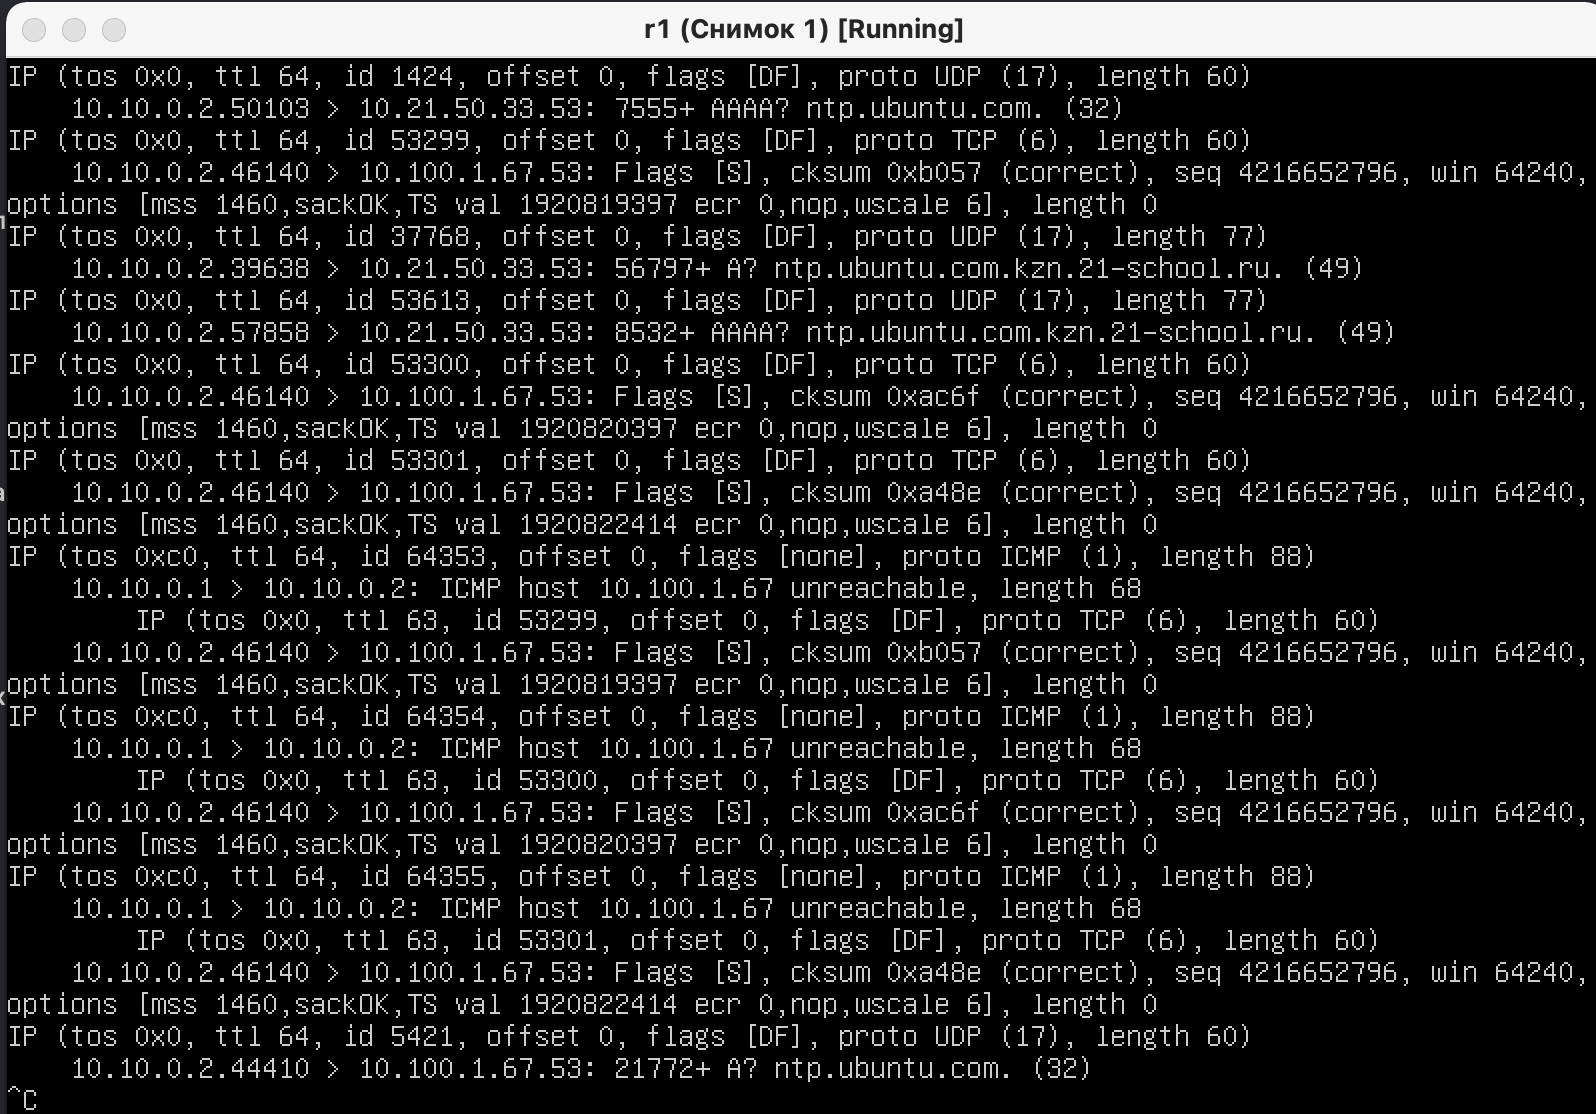 r1 (Снимок 1) [Running]
IP (tos 0x0, ttl 64, id 1424, offset 0, flags [DF], proto UDP (17), length 60)
10.10.0.2.50103 > 10.21.50.33.53: 7555+ AAAA? ntp.ubuntu.com. (32)
IP (tos 0x0, ttl 64, id 53299, offset 0, flags [DF], proto TCP (6), length 60)
10.10.0.2.46140 > 10.100.1.67.53: Flags [S], cksum 0xb057 (correct), seq 4216652796, win 64240,
options [mss 1460,sackOK,TS val 1920819397 ecr 0,nop,wscale 6], length 0
IP (tos 0x0, ttl 64, id 37768, offset 0, flags [DF], proto UDP (17), length 77)
10.10.0.2.39638 > 10.21.50.33.53: 56797+ A? ntp.ubuntu.com.kzn.21-school.ru. (49)
IP (tos 0x0, ttl 64, id 53613, offset 0, flags [DF], proto UDP (17), length 77)
10.10.0.2.57858 > 10.21.50.33.53: 8532+ AAAA? ntp.ubuntu.com.kzn.21-school.ru. (49)
IP (tos 0x0, ttl 64, id 53300, offset 0, flags [DF], proto TCP (6), length 60)
10.10.0.2.46140 > 10.100.1.67.53: Flags [S], cksum 0xac6f (correct), seq 4216652796, win 64240,
options [mss 1460,sackOK,TS val 1920820397 ecr 0,nop,wscale 6], length 0
IP (tos 0x0, ttl 64, id 53301, offset 0, flags [DF], proto TCP (6), length 60)
10.10.0.2.46140 > 10.100.1.67.53: Flags [S], cksum 0xa48e (correct), seq 4216652796, win 64240,
options [mss 1460,sackOK,TS val 1920822414 ecr 0,nop,wscale 6], length 0
IP (tos 0xc0, ttl 64, id 64353, offset 0, flags [none], proto ICMP (1), length 88)
10.10.0.1 > 10.10.0.2: ICMP host 10.100.1.67 unreachable, length 68
IP (tos 0x0, ttl 63, id 53299, offset 0, flags [DF], proto TCP (6), length 60)
10.10.0.2.46140 > 10.100.1.67.53: Flags [S], cksum 0xb057 (correct), seq 4216652796, win 64240,
options [mss 1460,sackOK,TS val 1920819397 ecr 0,nop,wscale 6], length 0
IP (tos 0xc0, ttl 64, id 64354, offset 0, flags [none], proto ICMP (1), length 88)
10.10.0.1 > 10.10.0.2: ICMP host 10.100.1.67 unreachable, length 68
IP (tos 0x0, ttl 63, id 53300, offset 0, flags [DF], proto TCP (6), length 60)
10.10.0.2.46140 > 10.100.1.67.53: Flags [S], cksum 0xac6f (correct), seq 4216652796, win 64240,
options [mss 1460,sackOK,TS val 1920820397 ecr 0,nop,wscale 6], length 0
IP (tos 0xc0, ttl 64, id 64355, offset 0, flags [none], proto ICMP (1), length 88)
10.10.0.1 > 10.10.0.2: ICMP host 10.100.1.67 unreachable, length 68
IP (tos 0x0, ttl 63, id 53301, offset 0, flags [DF], proto TCP (6), length 60)
10.10.0.2.46140 > 10.100.1.67.53: Flags [S], cksum 0xa48e (correct), seq 4216652796, win 64240,
options [mss 1460,sackOK,TS val 1920822414 ecr 0,nop,wscale 6], length 0
IP (tos 0x0, ttl 64, id 5421, offset 0, flags [DF], proto UDP (17), length 60)
10.10.0.2.44410 > 10.100.1.67.53: 21772+ A? ntp.ubuntu.com. (32)
^C